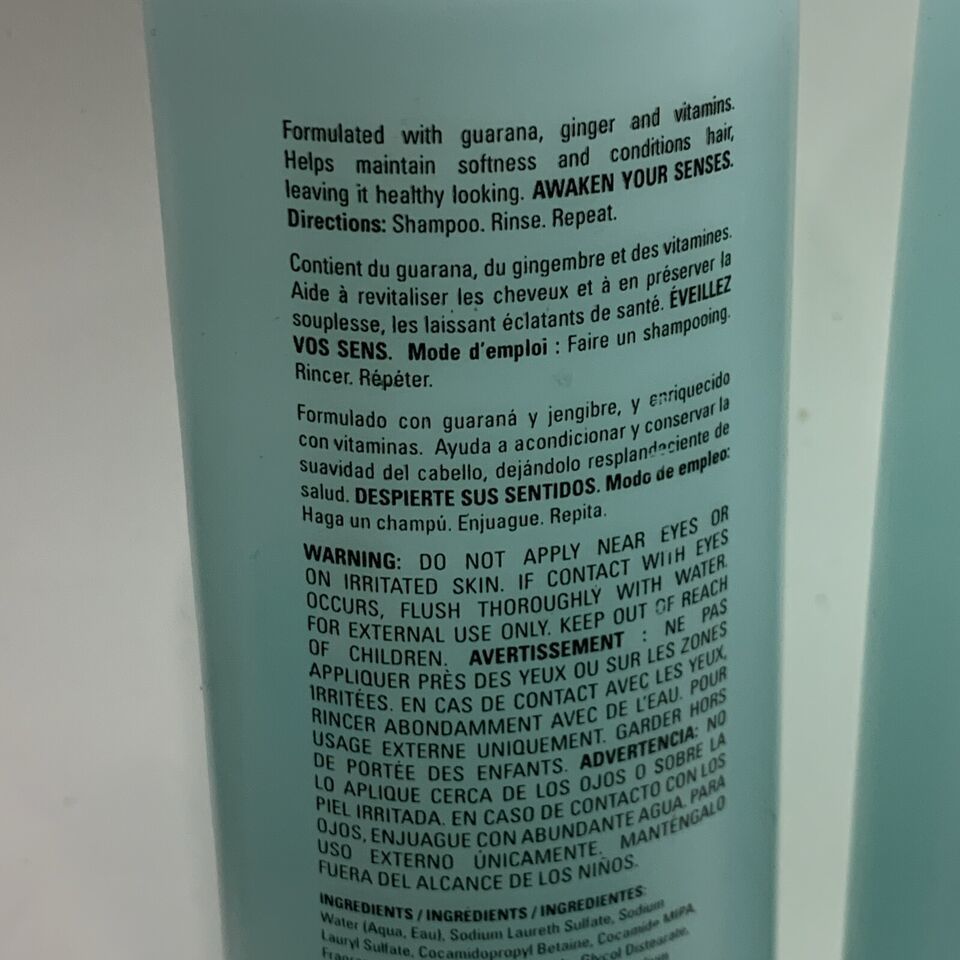 Formulated with guarana, ginger and vitamins.
Helps maintain softness and conditions hair,
leaving it healthy looking. AWAKEN YOUR SENSES.
Directions: Shampoo. Rinse. Repeat.
Contient du guarana, du gingembre et des vitamines.
Aide à revitaliser les cheveux et à en préserver la
souplesse, les laissant éclatants de santé. ÉVEILLEZ
VOS SENS. Mode d'emploi : Faire un shampooing.
Rincer. Répéter.
Formulado con guaraná y jengibre, y enriquecido
con vitaminas. Ayuda a acondicionar y conservar la
suavidad del cabello, dejándolo resplandeciente de
salud. DESPIERTE SUS SENTIDOS. Modo de empleo:
Haga un champú. Enjuague. Repita.
WARNING: DO NOT APPLY NEAR EYES OR
ON IRRITATED SKIN. IF CONTACT WITH EYES
OCCURS, FLUSH THOROUGHLY WITH WATER.
FOR EXTERNAL USE ONLY. KEEP OUT OF REACH
OF CHILDREN. AVERTISSEMENT : NE PAS
APPLIQUER PRÈS DES YEUX OU SUR LES ZONES
IRRITÉES. EN CAS DE CONTACT AVEC LES YEUX,
RINCER ABONDAMMENT AVEC DE L'EAU. POUR
USAGE EXTERNE UNIQUEMENT. GARDER HORS
DE PORTÉE DES ENFANTS. ADVERTENCIA: NO
LO APLIQUE CERCA DE LOS OJOS O SOBRE LA
PIEL IRRITADA. EN CASO DE CONTACTO CON LOS
OJOS, ENJUAGUE CON ABUNDANTE AGUA. PARA
USO EXTERNO ÚNICAMENTE. MANTÉNGALO
FUERA DEL ALCANCE DE LOS NIÑOS.
INGREDIENTS / INGRÉDIENTS / INGREDIENTES:
Water (Aqua, Eau), Sodium Laureth Sulfate, Sodium
Lauryl Sulfate, Cocamidopropyl Betaine, Cocamide MIPA,
Glycol Distearate,